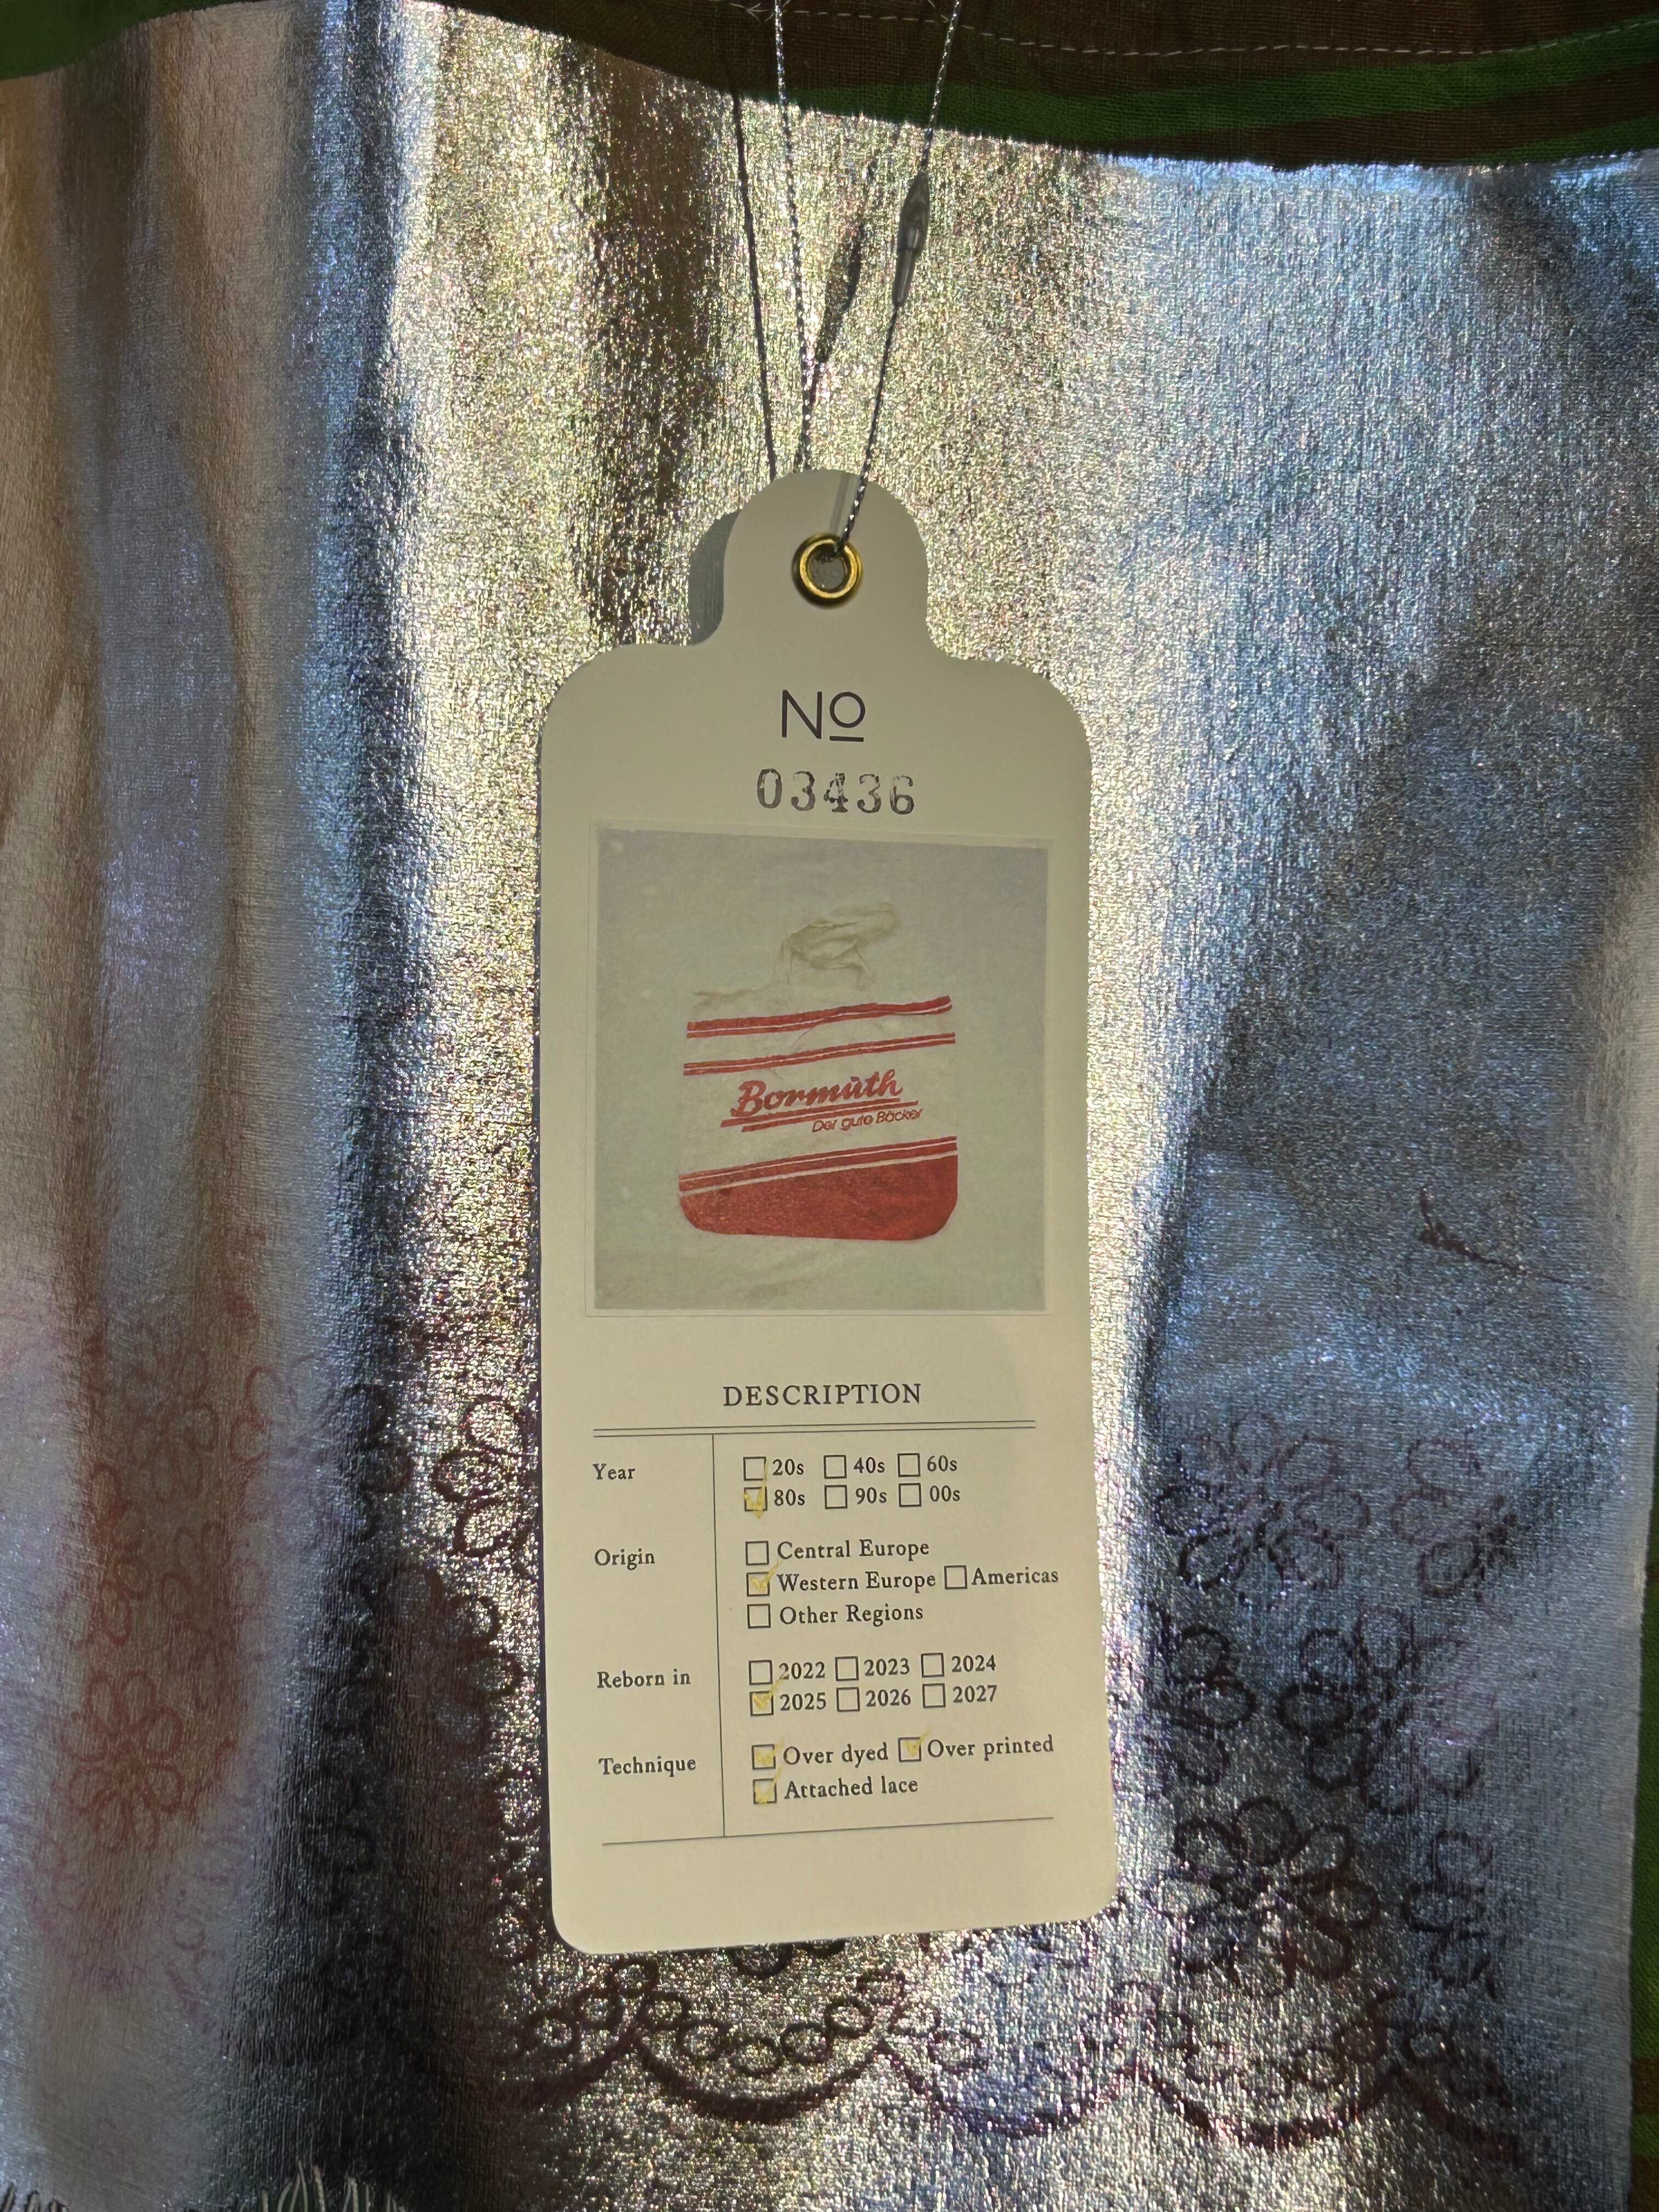 No
03436
Bormuth
Der gute Bäcker
DESCRIPTION
Year
20s 40s 60s
80s 90s 00s
Origin
Central Europe
Western Europe Americas
Other Regions
Reborn in
2022 2023 2024
2025 2026 2027
Technique
Over dyed Over printed
Attached lace